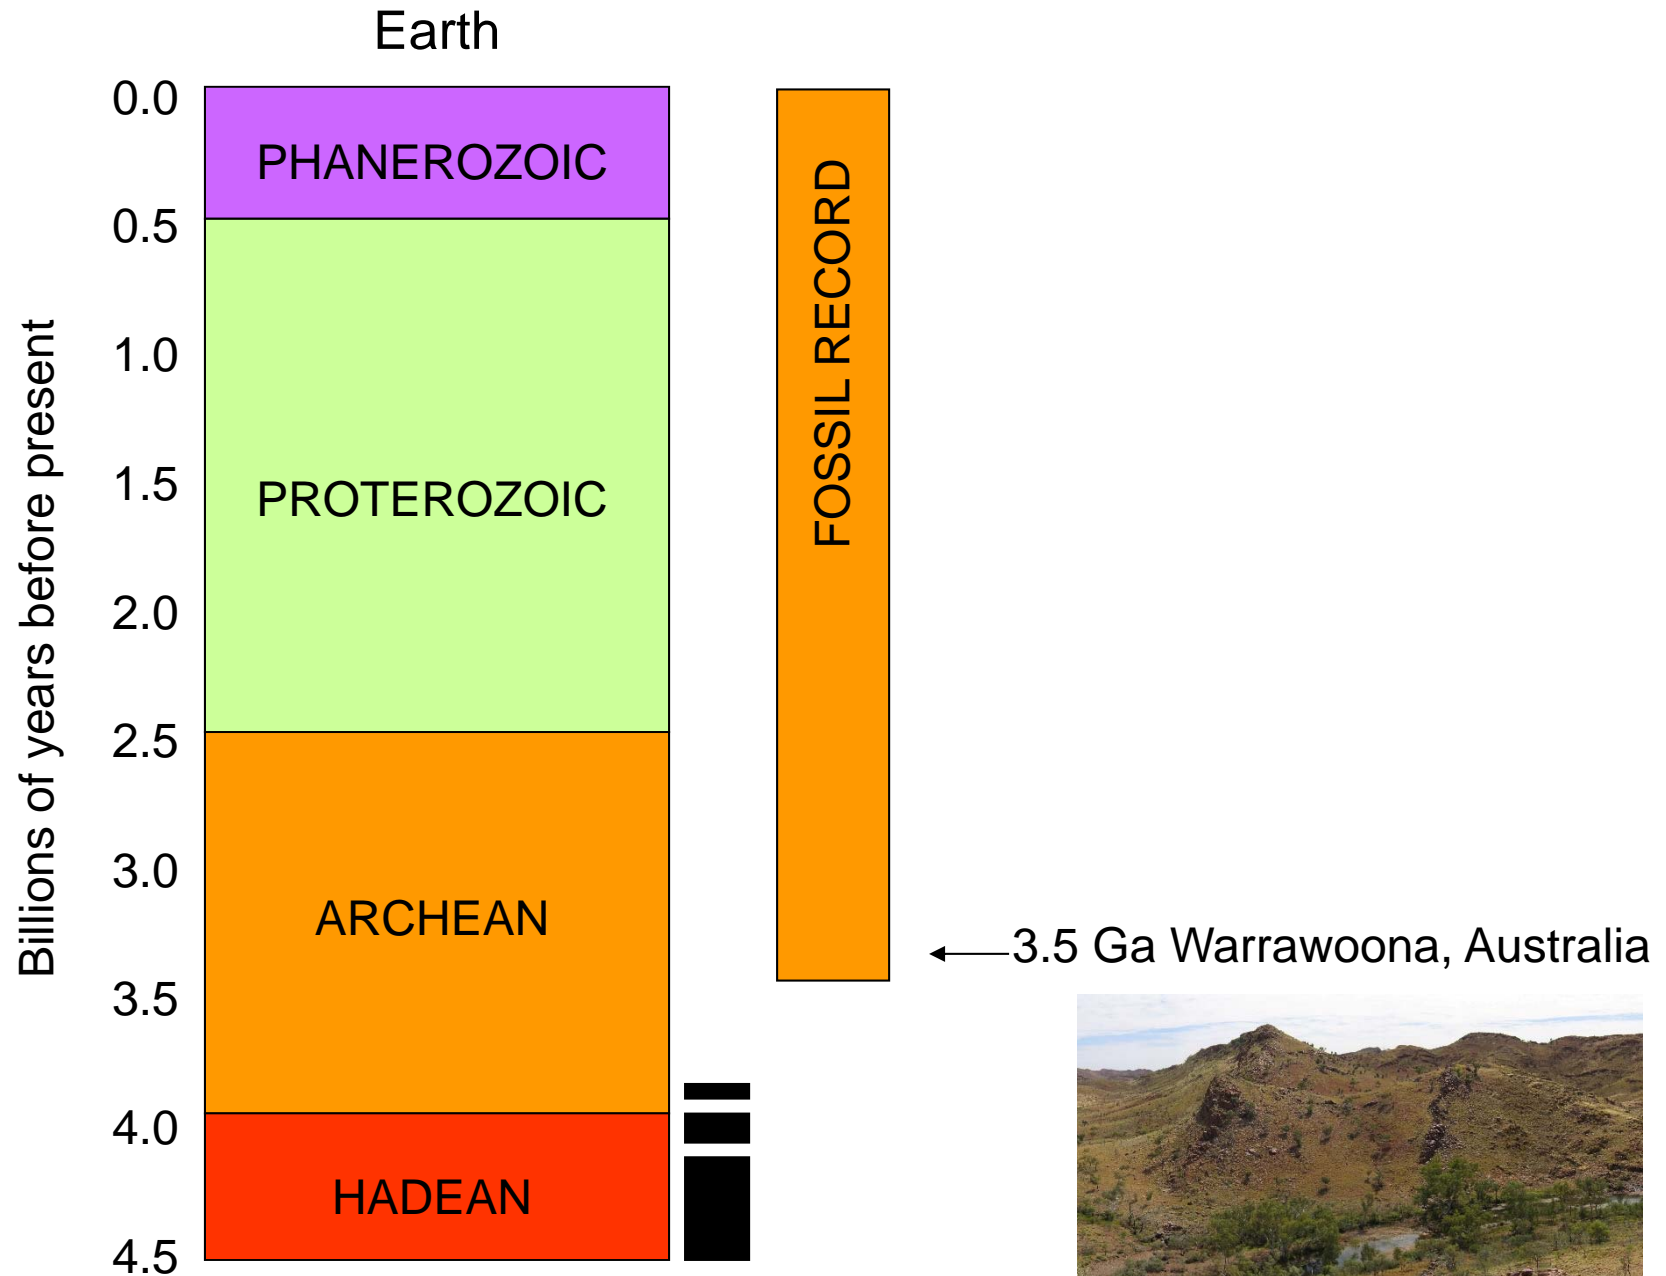 Earth
Billions of years before present
0.0
0.5
1.0
1.5
2.0
2.5
3.0
3.5
4.0
4.5
PHANEROZOIC
PROTEROZOIC
ARCHEAN
HADEAN
FOSSIL RECORD
3.5 Ga Warrawoona, Australia